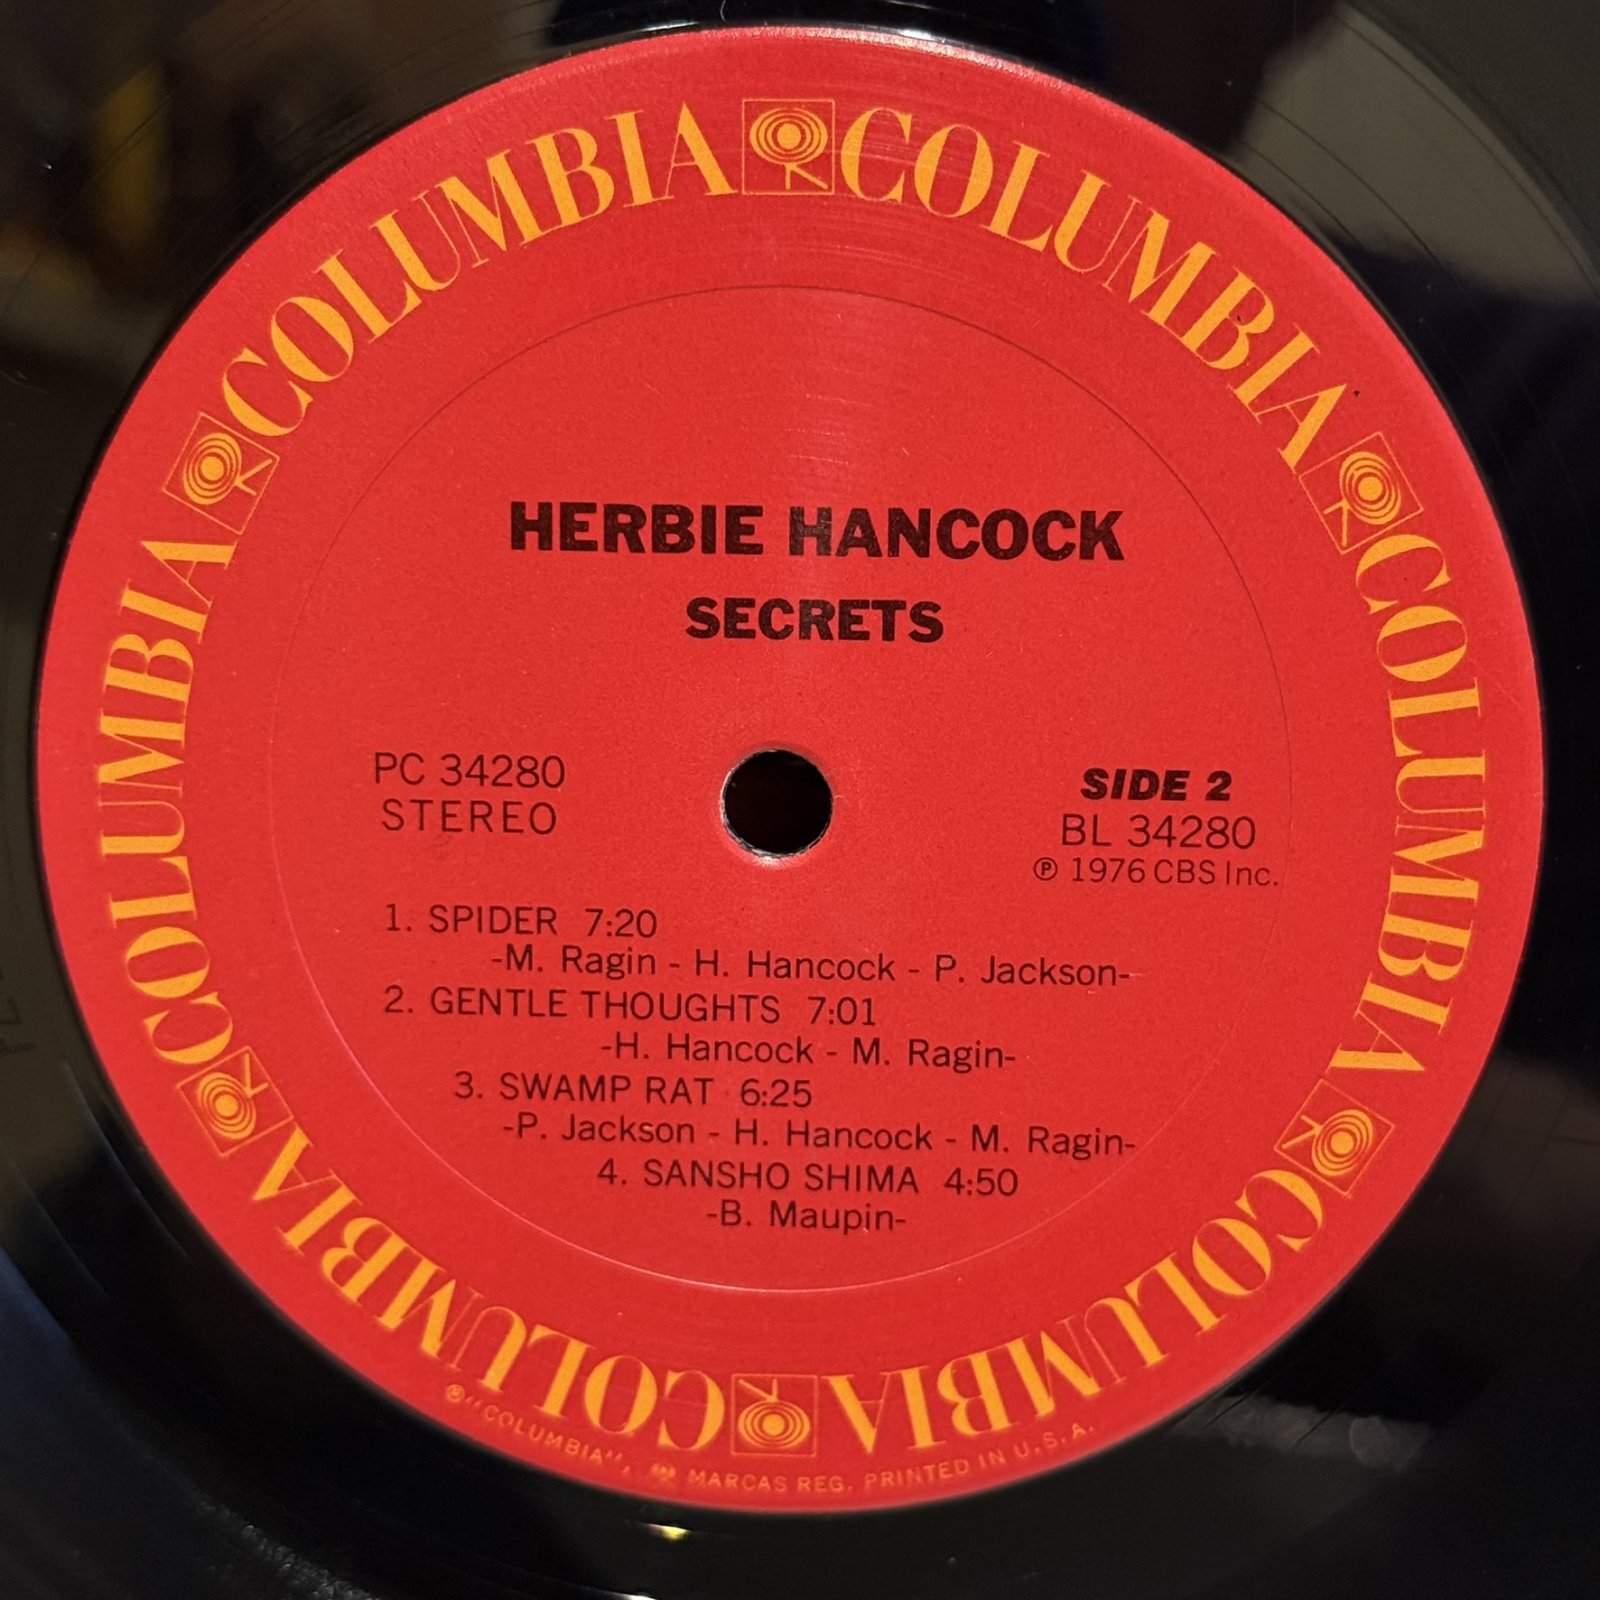 COLUMBIA COLUMBIA COLUMBIA COLUMBIA COLUMBIA COLUMBIA
HERBIE HANCOCK
SECRETS
PC 34280
STEREO
SIDE 2
BL 34280
℗ 1976 CBS Inc.
1. SPIDER 7:20
-M. Ragin - H. Hancock - P. Jackson-
2. GENTLE THOUGHTS 7:01
-H. Hancock - M. Ragin-
3. SWAMP RAT 6:25
-P. Jackson - H. Hancock - M. Ragin-
4. SANSHO SHIMA 4:50
-B. Maupin-
® "COLUMBIA", MARCAS REG. PRINTED IN U.S.A.